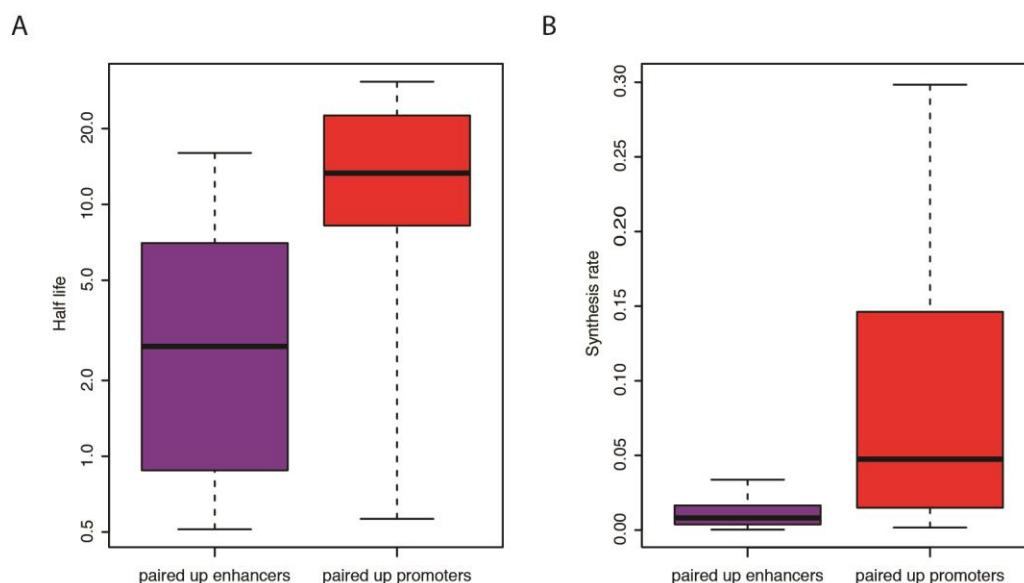 A
B
Half life
20.0
10.0
5.0
2.0
1.0
0.5
paired up enhancers
paired up promoters
Synthesis rate
0.30
0.25
0.20
0.15
0.10
0.05
0.00
paired up enhancers
paired up promoters